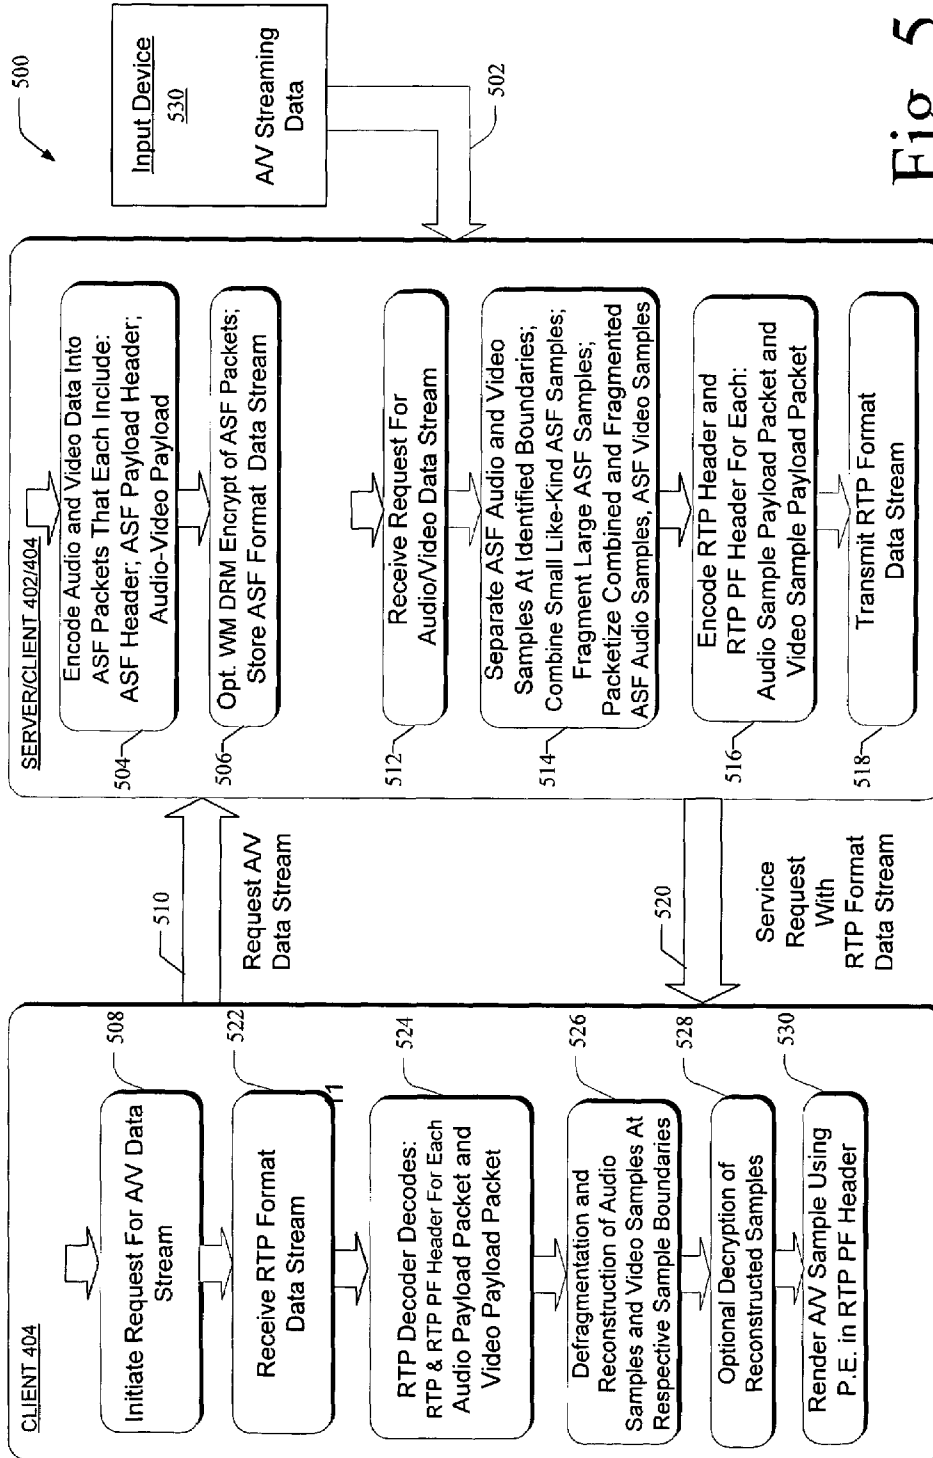 CLIENT 404
Initiate Request For A/V Data
Stream
508
Receive RTP Format
Data Stream
522
11
RTP Decoder Decodes:
RTP & RTP PF Header For Each
Audio Payload Packet and
Video Payload Packet
524
Defragmentation and
Reconstruction of Audio
Samples and Video Samples At
Respective Sample Boundaries
526
Optional Decryption of
Reconstructed Samples
528
Render A/V Sample Using
P.E. in RTP PF Header
530
510
Request A/V
Data Stream
520
Service
Request
With
RTP Format
Data Stream
SERVER/CLIENT 402/404
Encode Audio and Video Data Into
ASF Packets That Each Include:
ASF Header; ASF Payload Header;
Audio-Video Payload
504
Opt. WM DRM Encrypt of ASF Packets;
Store ASF Format Data Stream
506
Receive Request For
Audio/Video Data Stream
512
Separate ASF Audio and Video
Samples At Identified Boundaries;
Combine Small Like-Kind ASF Samples;
Fragment Large ASF Samples;
Packetize Combined and Fragmented
ASF Audio Samples, ASF Video Samples
514
Encode RTP Header and
RTP PF Header For Each:
Audio Sample Payload Packet and
Video Sample Payload Packet
516
Transmit RTP Format
Data Stream
518
500
Input Device
530
A/V Streaming
Data
502
Fig. 5